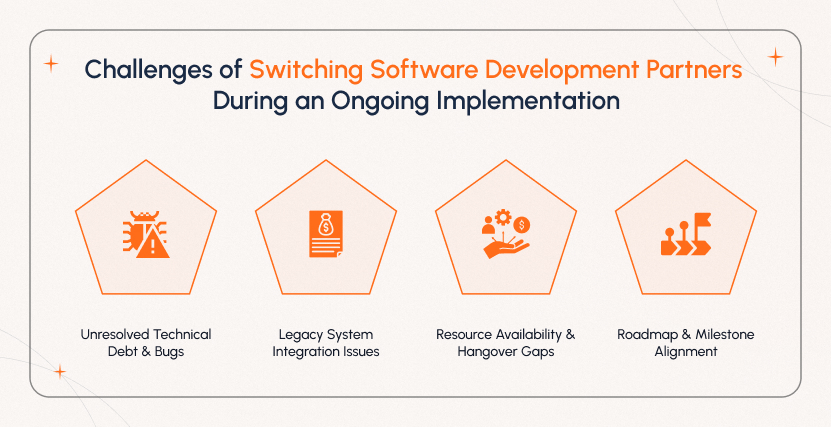 Challenges of Switching Software Development Partners
During an Ongoing Implementation
Unresolved Technical
Debt & Bugs
Legacy System
Integration Issues
Resource Availability &
Hangover Gaps
Roadmap & Milestone
Alignment